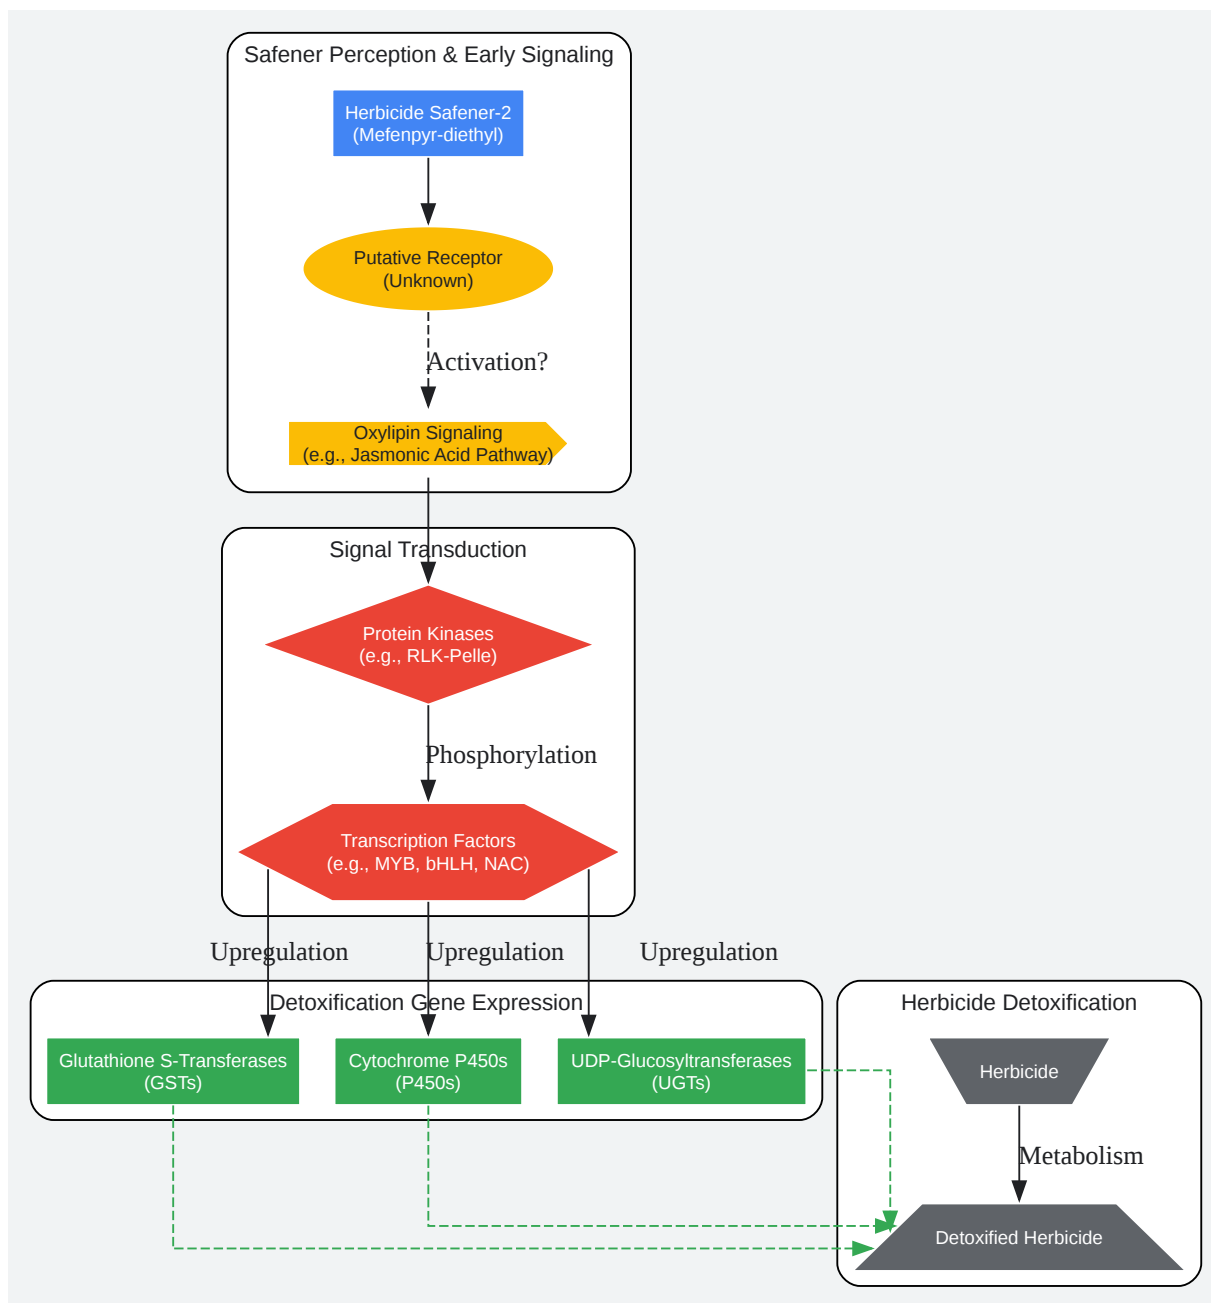 Safener Perception & Early Signaling
Herbicide Safener-2
(Mefenpyr-diethyl)
Putative Receptor
(Unknown)
Activation?
Oxylipin Signaling
(e.g., Jasmonic Acid Pathway)
Signal Transduction
Protein Kinases
(e.g., RLK-Pelle)
Phosphorylation
Transcription Factors
(e.g., MYB, bHLH, NAC)
Upregulation
Upregulation
Upregulation
Detoxification Gene Expression
Glutathione S-Transferases
(GSTs)
Cytochrome P450s
(P450s)
UDP-Glucosyltransferases
(UGTs)
Herbicide Detoxification
Herbicide
Metabolism
Detoxified Herbicide